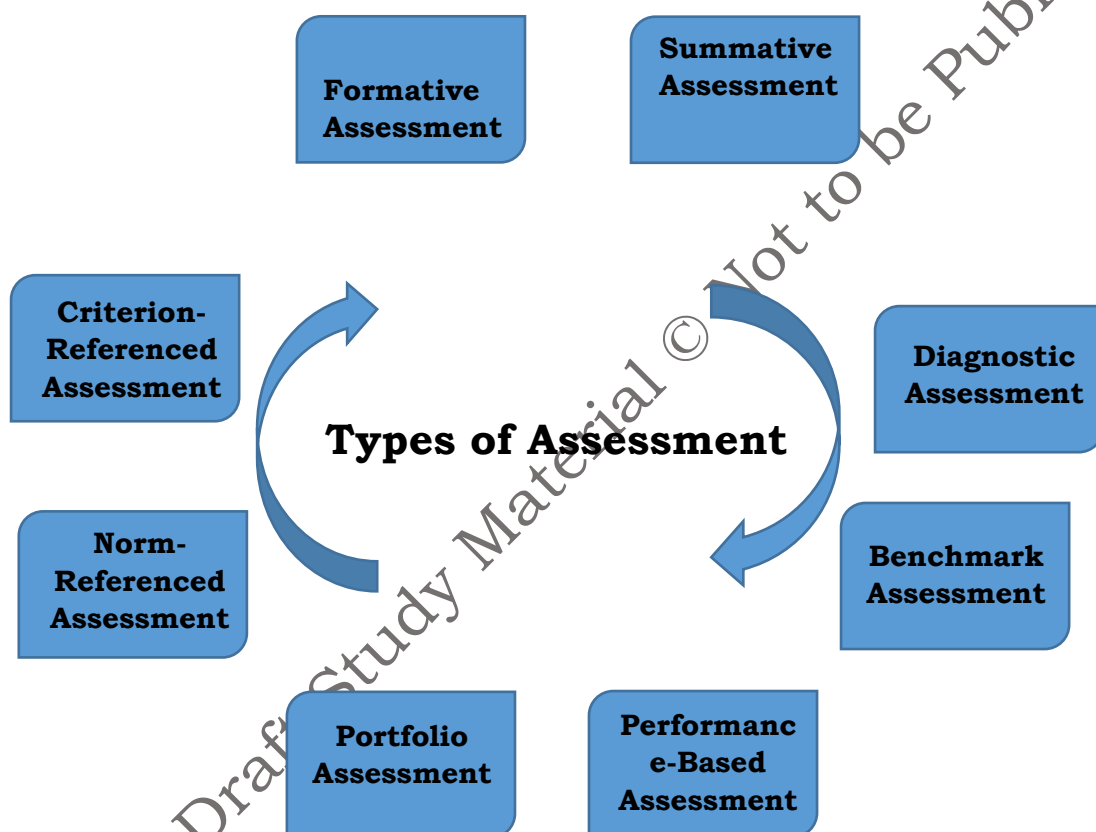 Formative
Assessment
Summative
Assessment
Criterion-
Referenced
Assessment
Diagnostic
Assessment
Types of Assessment
Norm-
Referenced
Assessment
Benchmark
Assessment
Portfolio
Assessment
Performanc
e-Based
Assessment
Draft Study Material © Not to be